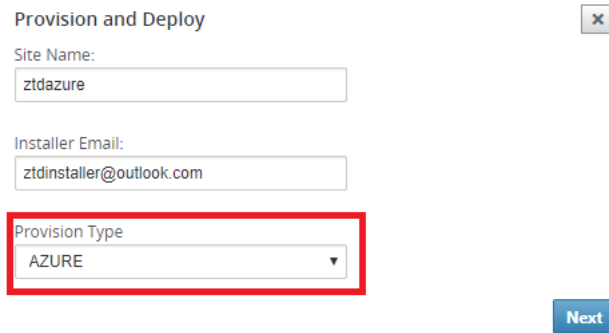 Provision and Deploy
Site Name:
ztdazure
Installer Email:
ztdinstaller@outlook.com
Provision Type
AZURE
Next